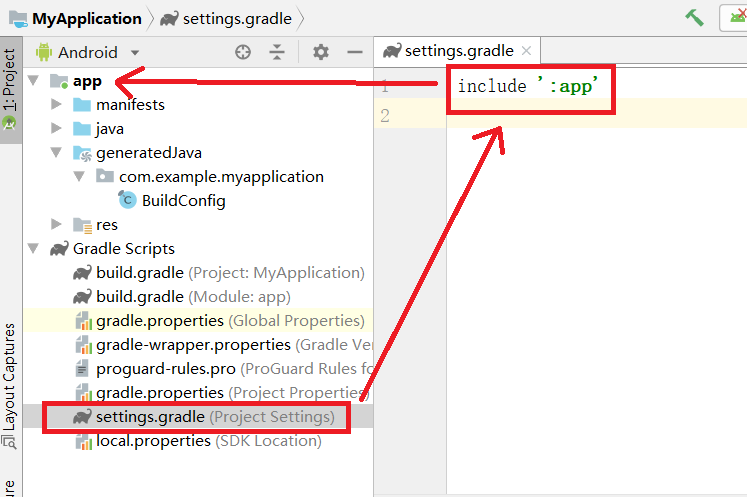 MyApplication settings.gradle
1: Project
Android
app
manifests
java
generatedJava
com.example.myapplication
BuildConfig
res
Gradle Scripts
build.gradle (Project: MyApplication)
build.gradle (Module: app)
gradle.properties (Global Properties)
gradle-wrapper.properties (Gradle Ver
proguard-rules.pro (ProGuard Rules fo
gradle.properties (Project Properties)
settings.gradle (Project Settings)
local.properties (SDK Location)
Layout Captures
ure
settings.gradle
1 include ':app'
2